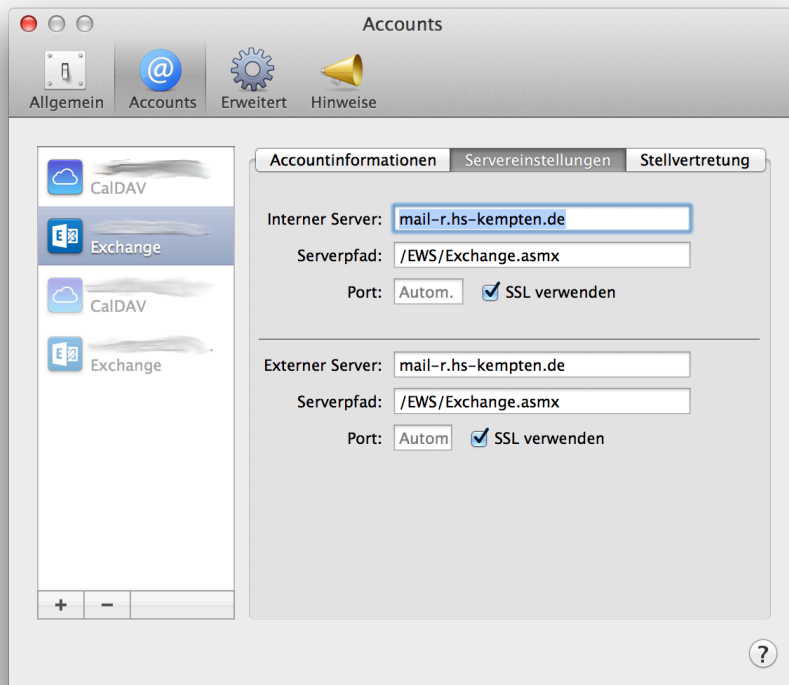 Accounts
Allgemein Accounts Erweitert Hinweise
Accountinformationen Servereinstellungen Stellvertretung
CalDAV
Exchange
CalDAV
Exchange
Interner Server: mail-r.hs-kempten.de
Serverpfad: /EWS/Exchange.asmx
Port: Autom. SSL verwenden
Externer Server: mail-r.hs-kempten.de
Serverpfad: /EWS/Exchange.asmx
Port: Autom SSL verwenden